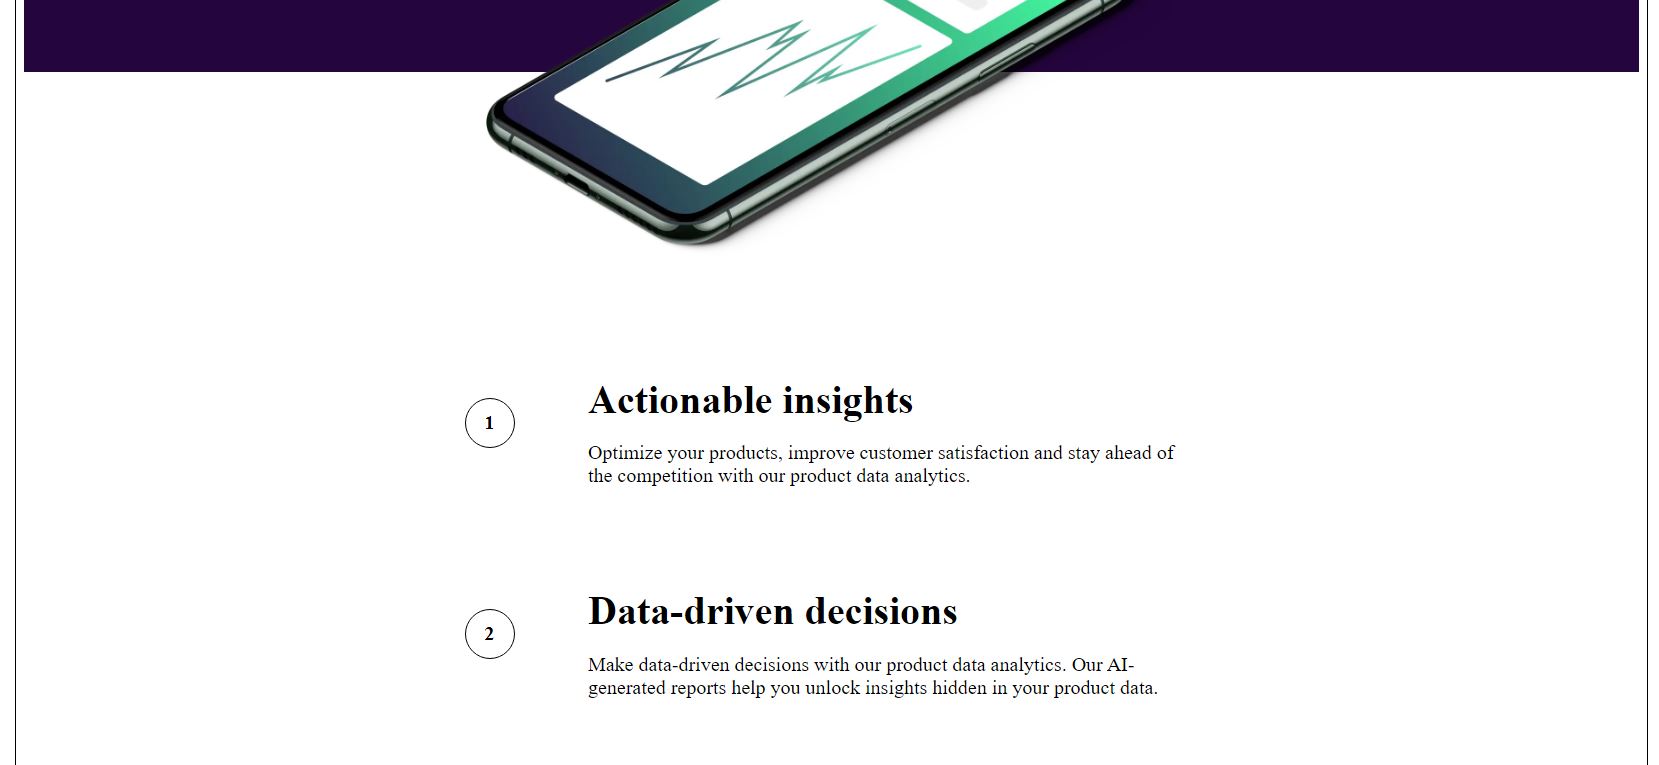 1
Actionable insights
Optimize your products, improve customer satisfaction and stay ahead of
the competition with our product data analytics.
2
Data-driven decisions
Make data-driven decisions with our product data analytics. Our AI-
generated reports help you unlock insights hidden in your product data.